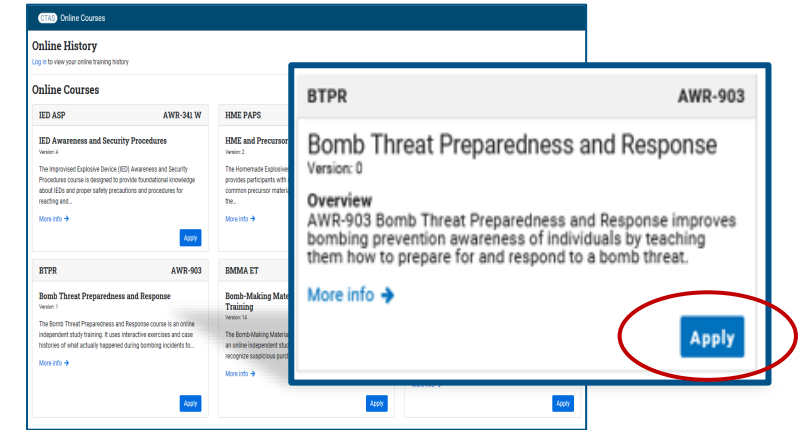 CTAS Online Courses
Online History
Log in to view your online training history
Online Courses
IED ASP AWR-341 W
IED Awareness and Security Procedures
Version: 4
The Improvised Explosive Device (IED) Awareness and Security
Procedures course is designed to provide foundational knowledge
about IEDs and proper safety precautions and procedures for
reacting and...
More info →
Apply
HME PAPS
HME and Precursor
Version: 2
The Homemade Explosive
provides participants with
common precursor materia
the...
More info →
BTPR AWR-903
Bomb Threat Preparedness and Response
Version: 1
The Bomb Threat Preparedness and Response course is an online
independent study training. It uses interactive exercises and case
histories of what actually happened during bombing incidents to...
More info →
Apply
BMMA ET
Bomb-Making Mate
Training
Version: 14
The Bomb-Making Materia
an online independent stud
recognize suspicious purch
More info →
Apply
Apply
BTPR AWR-903
Bomb Threat Preparedness and Response
Version: 0
Overview
AWR-903 Bomb Threat Preparedness and Response improves
bombing prevention awareness of individuals by teaching
them how to prepare for and respond to a bomb threat.
More info →
Apply